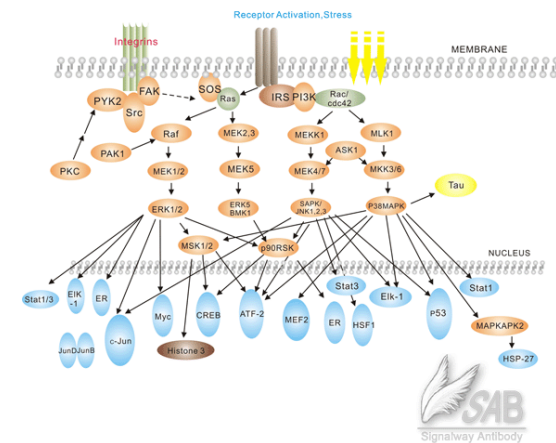 Receptor Activation,Stress
Integrins
MEMBRANE
FAK
SOS
PYK2
Ras
IRS
PI3K
Rac/
cdc42
Src
Raf
MEK2,3
MEKK1
MLK1
PAK1
ASK1
PKC
MEK1/2
MEK5
MEK4/7
MKK3/6
Tau
ERK1/2
ERK5
BMK1
SAPK/
JNK1,2,3
P38MAPK
MSK1/2
p90RSK
NUCLEUS
Stat1/3
ElK
-1
ER
Stat3
Elk-1
Stat1
Myc
CREB
ATF-2
MEF2
ER
HSF1
P53
MAPKAPK2
JunD
JunB
c-Jun
Histone 3
HSP-27
SAB
Signalway Antibody